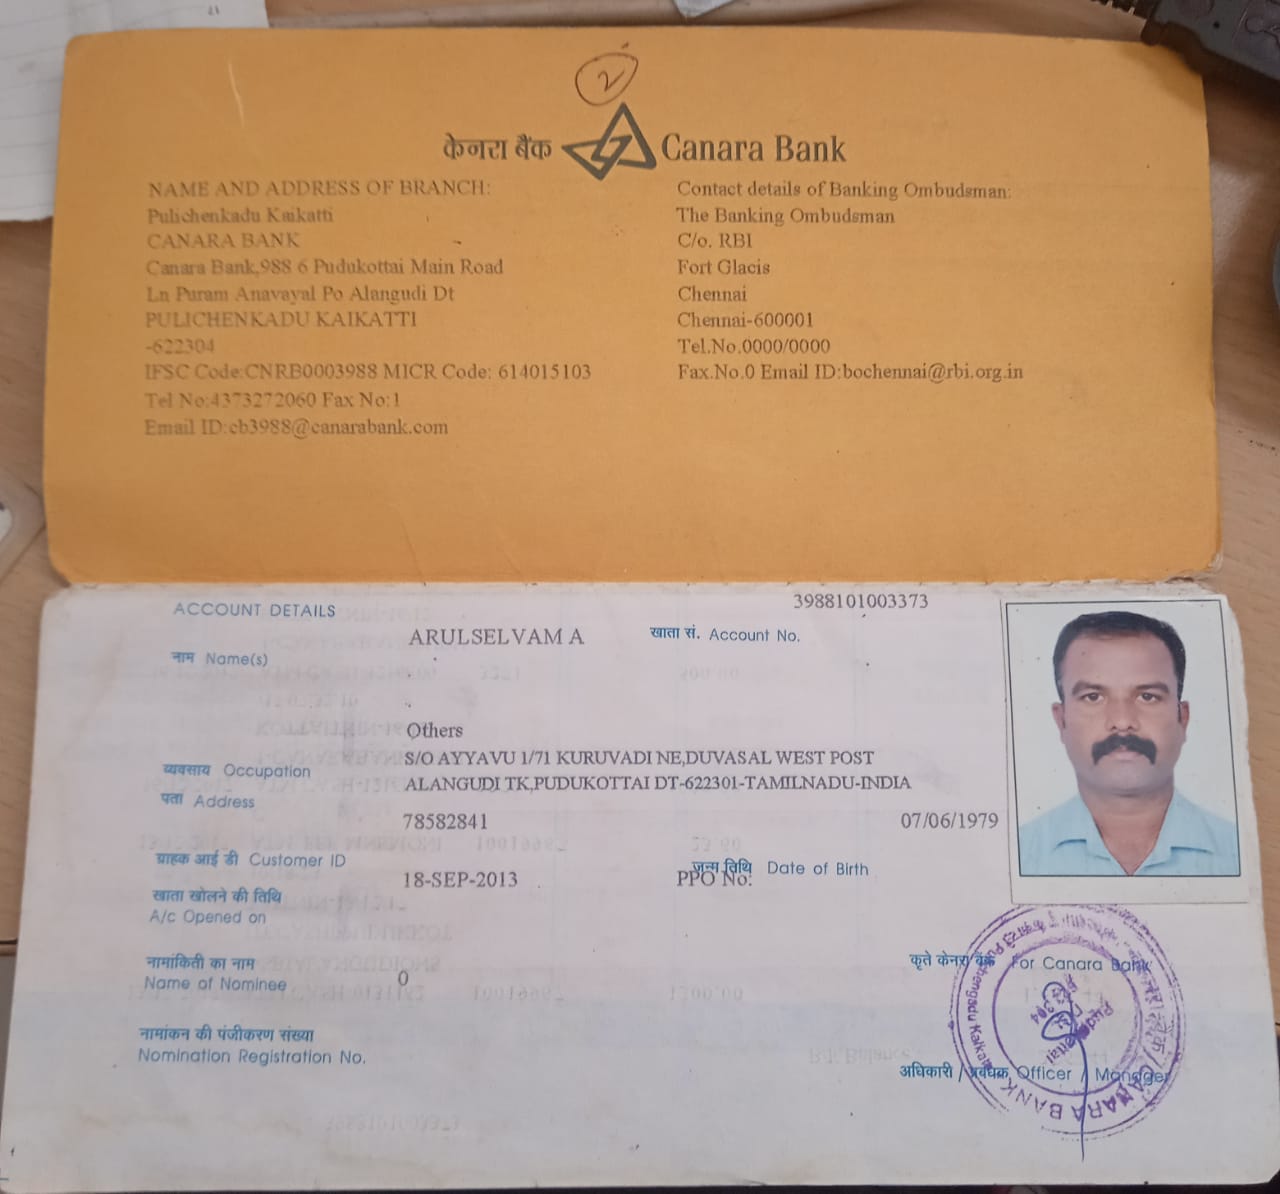 21
2
केनरा बैंक Canara Bank
NAME AND ADDRESS OF BRANCH:
Pulichenkadu Kaikatti
CANARA BANK
Canara Bank,988 6 Pudukottai Main Road
Ln Puram Anavayal Po Alangudi Dt
PULICHENKADU KAIKATTI
-622304
IFSC Code:CNRB0003988 MICR Code: 614015103
Tel No:4373272060 Fax No:1
Email ID:cb3988@canarabank.com
Contact details of Banking Ombudsman:
The Banking Ombudsman
C/o. RBI
Fort Glacis
Chennai
Chennai-600001
Tel.No.0000/0000
Fax.No.0 Email ID:bochennai@rbi.org.in
ACCOUNT DETAILS
3988101003373
ARULSELVAM A
खाता सं. Account No.
नाम Name(s)
Others
व्यवसाय Occupation
S/O AYYAVU 1/71 KURUVADI NE,DUVASAL WEST POST
ALANGUDI TK,PUDUKOTTAI DT-622301-TAMILNADU-INDIA
पता Address
78582841
07/06/1979
ग्राहक आई डी Customer ID
जन्म तिथि Date of Birth
18-SEP-2013
PPO No:
खाता खोलने की तिथि
A/c Opened on
नामांकिती का नाम
Name of Nominee
0
कृते केनरा बैंक For Canara Bank
नामांकन की पंजीकरण संख्या
Nomination Registration No.
अधिकारी / प्रबंधक Officer / Manager
CANARA BANK